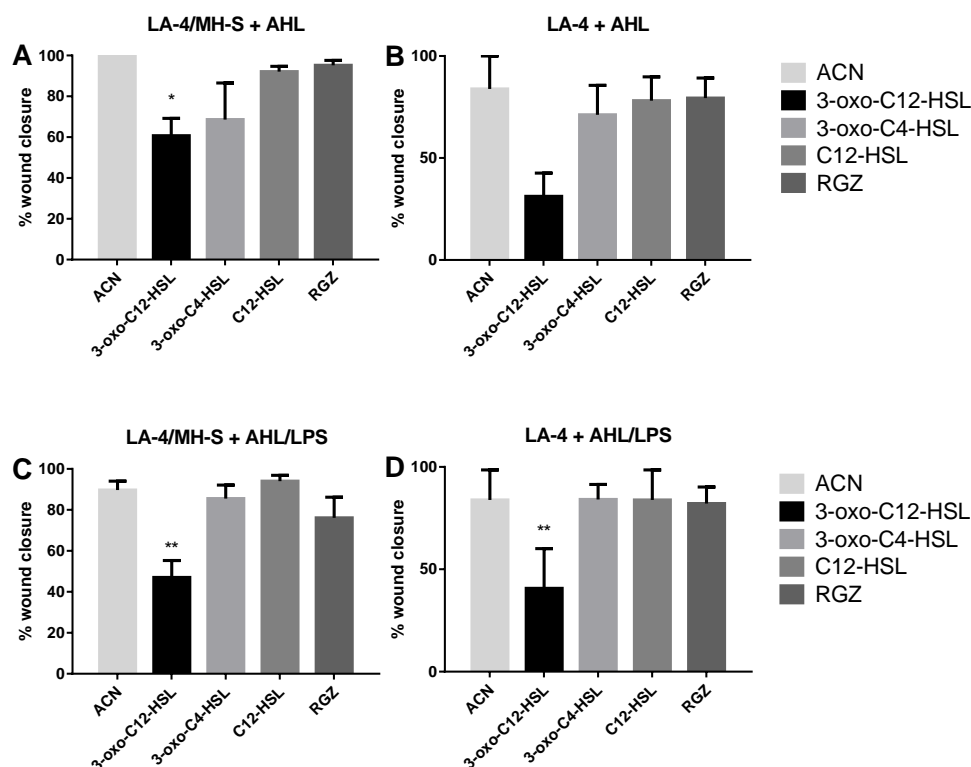 LA-4/MH-S + AHL
A
% wound closure
100
80
60
40
20
0
*
ACN
3-oxo-C12-HSL
3-oxo-C4-HSL
C12-HSL
RGZ
LA-4 + AHL
B
% wound closure
100
50
0
ACN
3-oxo-C12-HSL
3-oxo-C4-HSL
C12-HSL
RGZ
ACN
3-oxo-C12-HSL
3-oxo-C4-HSL
C12-HSL
RGZ
LA-4/MH-S + AHL/LPS
C
% wound closure
100
80
60
40
20
0
**
ACN
3-oxo-C12-HSL
3-oxo-C4-HSL
C12-HSL
RGZ
LA-4 + AHL/LPS
D
% wound closure
100
50
0
**
ACN
3-oxo-C12-HSL
3-oxo-C4-HSL
C12-HSL
RGZ
ACN
3-oxo-C12-HSL
3-oxo-C4-HSL
C12-HSL
RGZ